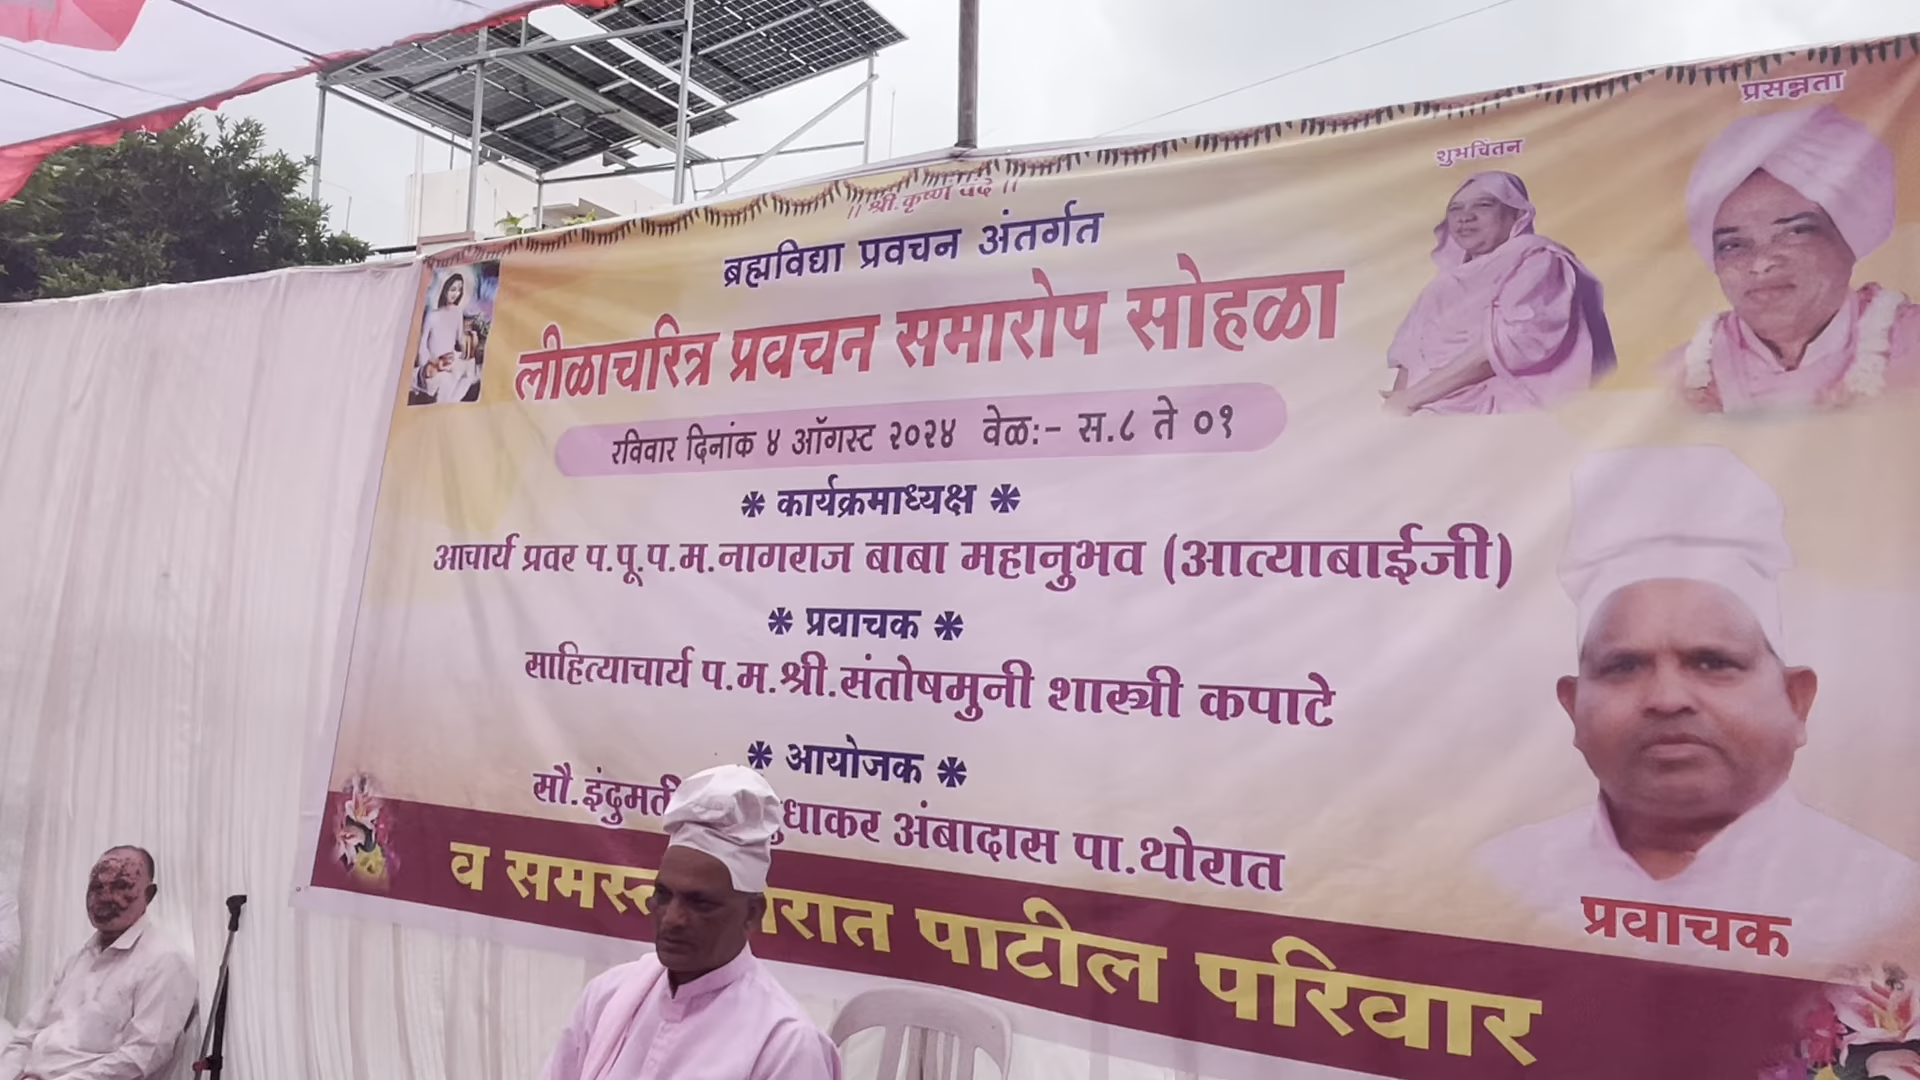 प्रसन्नता
शुभचिंतन
|| श्री. कृष्ण वंदे ||
ब्रह्मविद्या प्रवचन अंतर्गत
लीळाचरित्र प्रवचन समारोप सोहळा
रविवार दिनांक ४ ऑगस्ट २०२४ वेळ:- स.८ ते ०१
* कार्यक्रमाध्यक्ष *
आचार्य प्रवर प.पू.प.म.नागराज बाबा महानुभव (आत्याबाईजी)
* प्रवाचक *
साहित्याचार्य प.म.श्री.संतोषमुनी शास्त्री कपाटे
* आयोजक *
सौ.इंदुमती अंबादास पा.थोरात
व पाटील परिवार
प्रवाचक